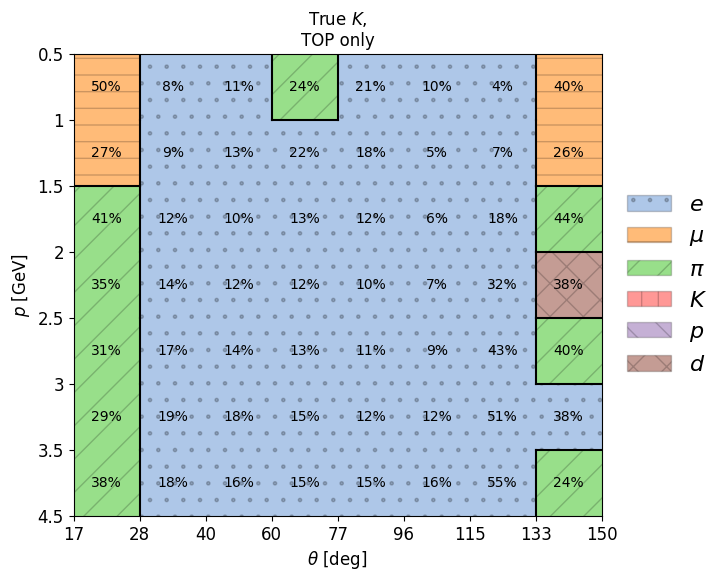 True K,
TOP only
0.5
50% 8% 11% 24% 21% 10% 4% 40%
1
27% 9% 13% 22% 18% 5% 7% 26%
1.5
41% 12% 10% 13% 12% 6% 18% 44%
2
35% 14% 12% 12% 10% 7% 32% 38%
2.5
31% 17% 14% 13% 11% 9% 43% 40%
3
29% 19% 18% 15% 12% 12% 51% 38%
3.5
38% 18% 16% 15% 15% 16% 55% 24%
4.5
p [GeV]
17 28 40 60 77 96 115 133 150
θ [deg]
e
μ
π
K
p
d